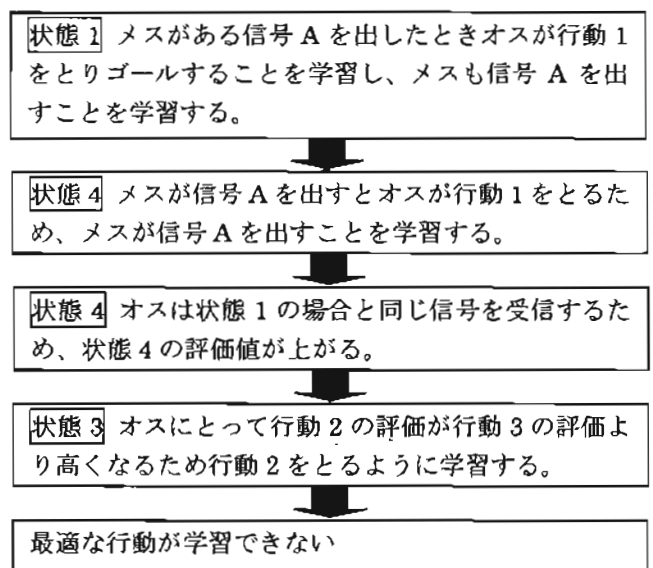 状態 1 メスがある信号 A を出したときオスが行動 1
をとりゴールすることを学習し、メスも信号 A を出
すことを学習する。
状態 4 メスが信号 A を出すとオスが行動 1 をとるた
め、メスが信号 A を出すことを学習する。
状態 4 オスは状態 1 の場合と同じ信号を受信するた
め、状態 4 の評価値が上がる。
状態 3 オスにとって行動 2 の評価が行動 3 の評価よ
り高くなるため行動 2 をとるように学習する。
最適な行動が学習できない